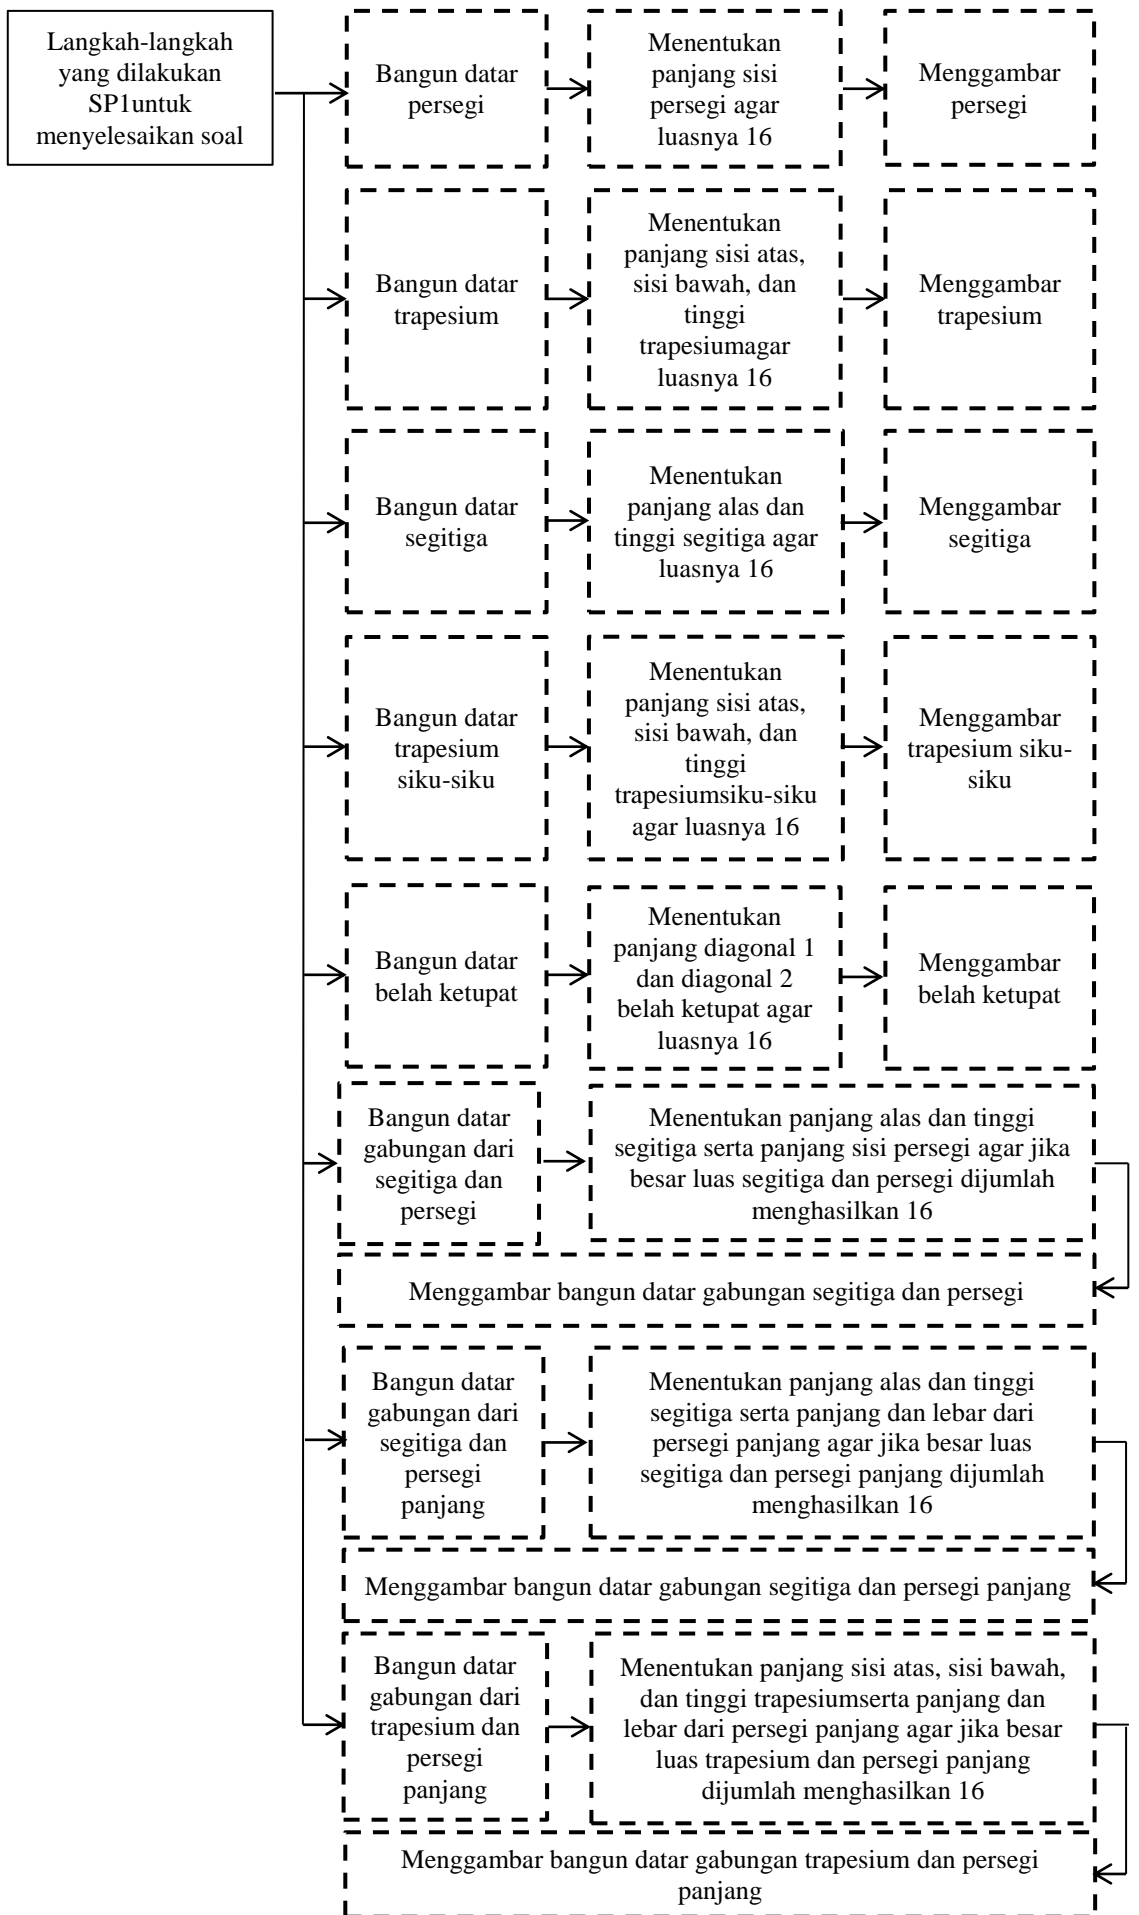 Langkah-langkah
yang dilakukan
SP1untuk
menyelesaikan soal
Bangun datar
persegi
Menentukan
panjang sisi
persegi agar
luasnya 16
Menggambar
persegi
Bangun datar
trapesium
Menentukan
panjang sisi atas,
sisi bawah, dan
tinggi
trapesiumagar
luasnya 16
Menggambar
trapesium
Bangun datar
segitiga
Menentukan
panjang alas dan
tinggi segitiga agar
luasnya 16
Menggambar
segitiga
Bangun datar
trapesium
siku-siku
Menentukan
panjang sisi atas,
sisi bawah, dan
tinggi
trapesiumsiku-siku
agar luasnya 16
Menggambar
trapesium siku-
siku
Bangun datar
belah ketupat
Menentukan
panjang diagonal 1
dan diagonal 2
belah ketupat agar
luasnya 16
Menggambar
belah ketupat
Bangun datar
gabungan dari
segitiga dan
persegi
Menentukan panjang alas dan tinggi
segitiga serta panjang sisi persegi agar jika
besar luas segitiga dan persegi dijumlah
menghasilkan 16
Menggambar bangun datar gabungan segitiga dan persegi
Bangun datar
gabungan dari
segitiga dan
persegi
panjang
Menentukan panjang alas dan tinggi
segitiga serta panjang dan lebar dari
persegi panjang agar jika besar luas
segitiga dan persegi panjang dijumlah
menghasilkan 16
Menggambar bangun datar gabungan segitiga dan persegi panjang
Bangun datar
gabungan dari
trapesium dan
persegi
panjang
Menentukan panjang sisi atas, sisi bawah,
dan tinggi trapesiumserta panjang dan
lebar dari persegi panjang agar jika besar
luas trapesium dan persegi panjang
dijumlah menghasilkan 16
Menggambar bangun datar gabungan trapesium dan persegi
panjang